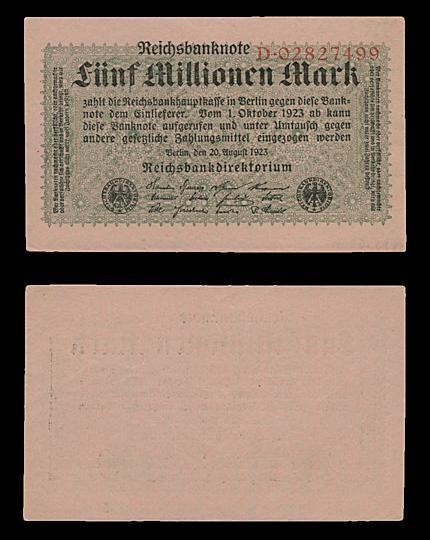 Reichsbanknote D·02827499
Fünf Millionen Mark
zahlt die Reichsbankhauptkasse in Berlin gegen diese Bank-
note dem Einlieferer. Vom 1. Oktober 1923 ab kann
diese Banknote aufgerufen und unter Umtausch gegen
andere gesetzliche Zahlungsmittel eingezogen werden
Berlin, den 20. August 1923
Reichsbankdirektorium